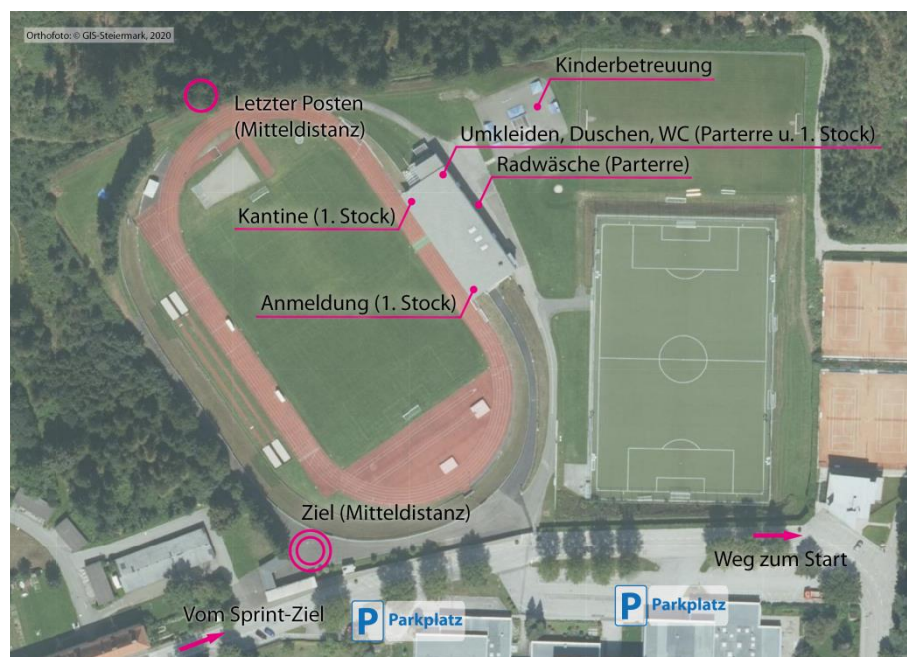 Orthofoto: © GIS-Steiermark, 2020
Kinderbetreuung
Letzter Posten
(Mitteldistanz)
Umkleiden, Duschen, WC (Parterre u. 1. Stock)
Radwäsche (Parterre)
Kantine (1. Stock)
Anmeldung (1. Stock)
Ziel (Mitteldistanz)
Weg zum Start
Vom Sprint-Ziel
P Parkplatz
P Parkplatz